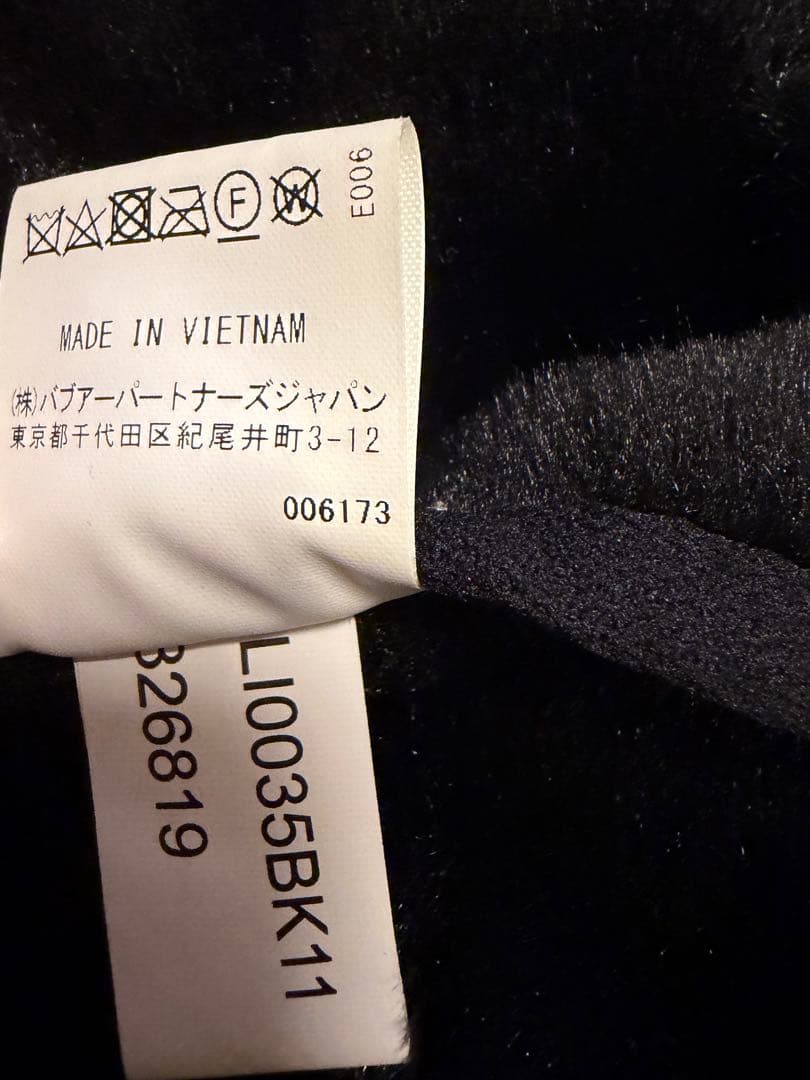 F W
E006
MADE IN VIETNAM
(株)バブアーパートナーズジャパン
東京都千代田区紀尾井町3-12
006173
LI0035BK11
326819